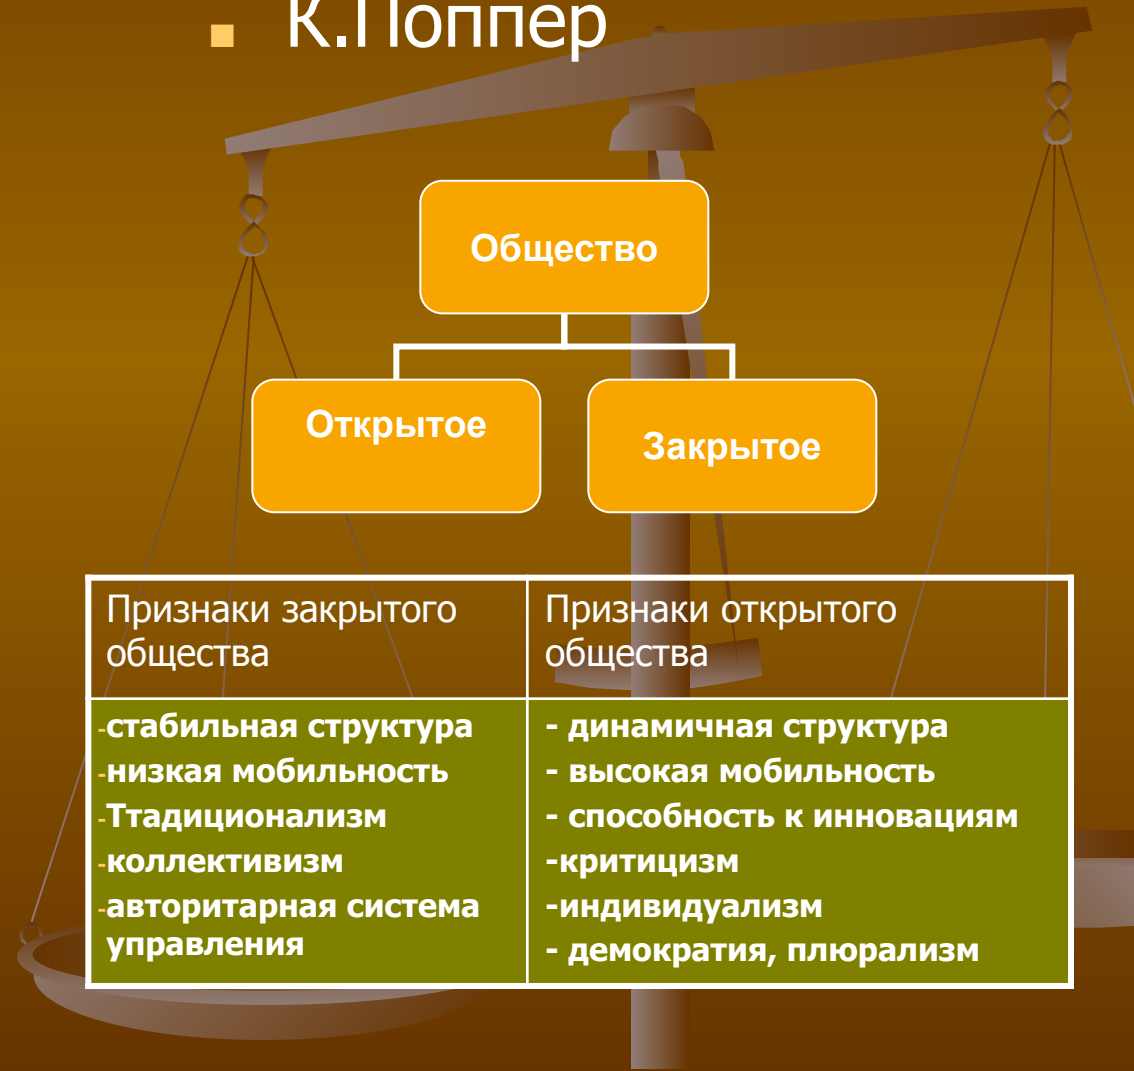 К.Поппер
Общество
Открытое
Закрытое
Признаки закрытого
общества
-стабильная структура
-низкая мобильность
-Ттадиционализм
-коллективизм
-авторитарная система
управления
Признаки открытого
общества
- динамичная структура
- высокая мобильность
- способность к инновациям
-критицизм
-индивидуализм
- демократия, плюрализм